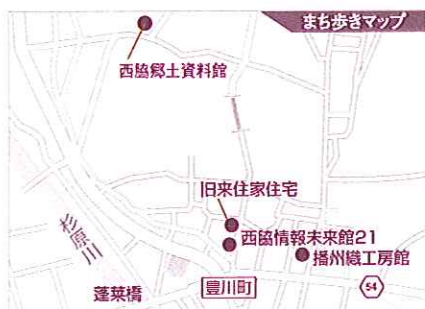 まち歩きマップ
西脇郷土資料館
旧来住家住宅
西脇情報未来館21
播州織工房館
杉原川
蓬莱橋
豊川町
54